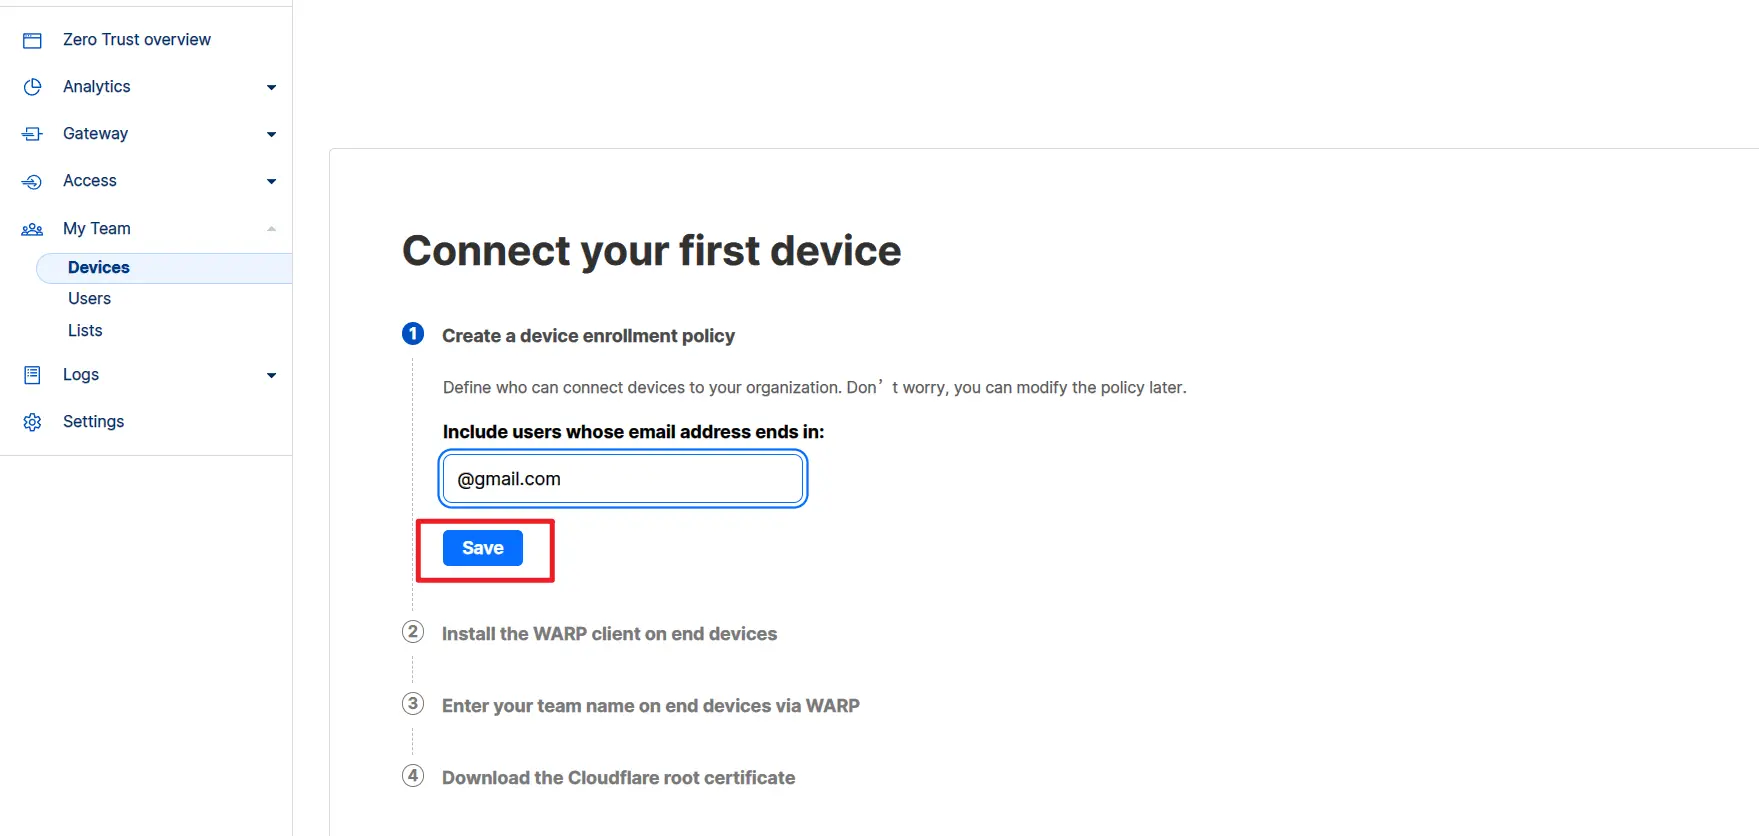 Zero Trust overview
Analytics
Gateway
Access
My Team
Devices
Users
Lists
Logs
Settings
Connect your first device
1 Create a device enrollment policy
Define who can connect devices to your organization. Don’t worry, you can modify the policy later.
Include users whose email address ends in:
@gmail.com
Save
2 Install the WARP client on end devices
3 Enter your team name on end devices via WARP
4 Download the Cloudflare root certificate